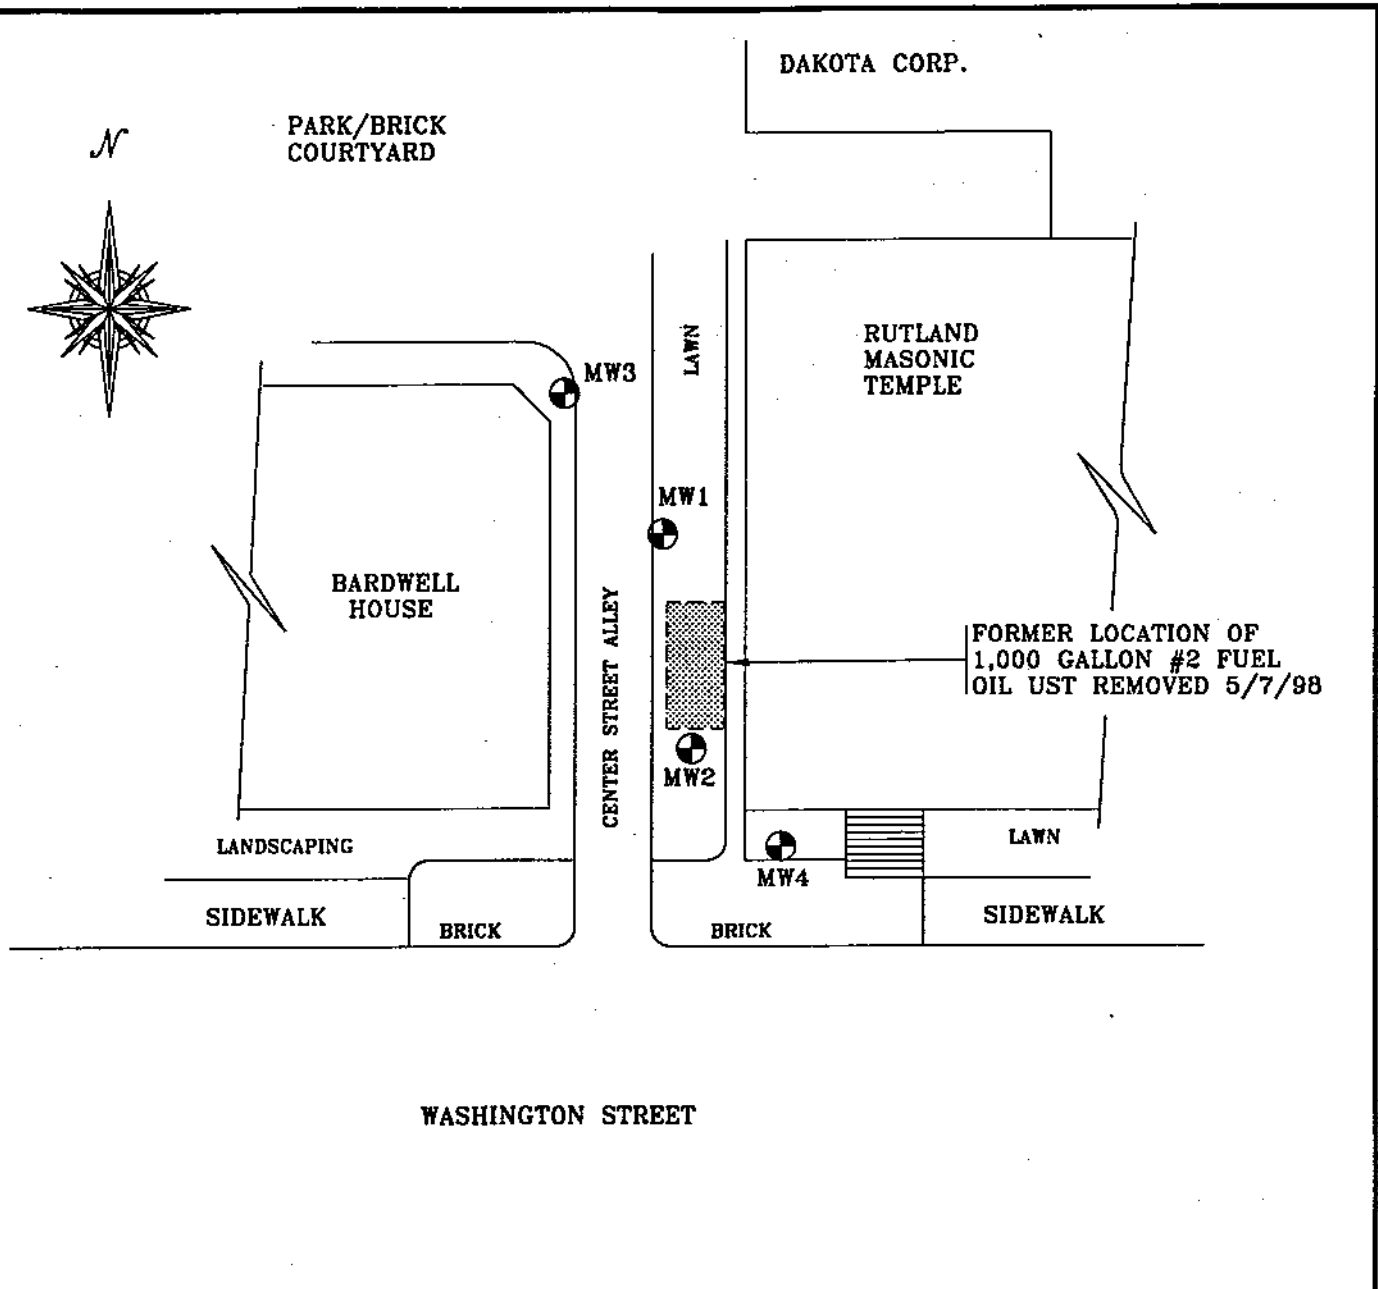 DAKOTA CORP.
N
PARK/BRICK
COURTYARD
LAWN
RUTLAND
MASONIC
TEMPLE
MW3
MW1
BARDWELL
HOUSE
CENTER STREET ALLEY
FORMER LOCATION OF
1,000 GALLON #2 FUEL
OIL UST REMOVED 5/7/98
MW2
LANDSCAPING
LAWN
MW4
SIDEWALK
BRICK
BRICK
SIDEWALK
WASHINGTON STREET